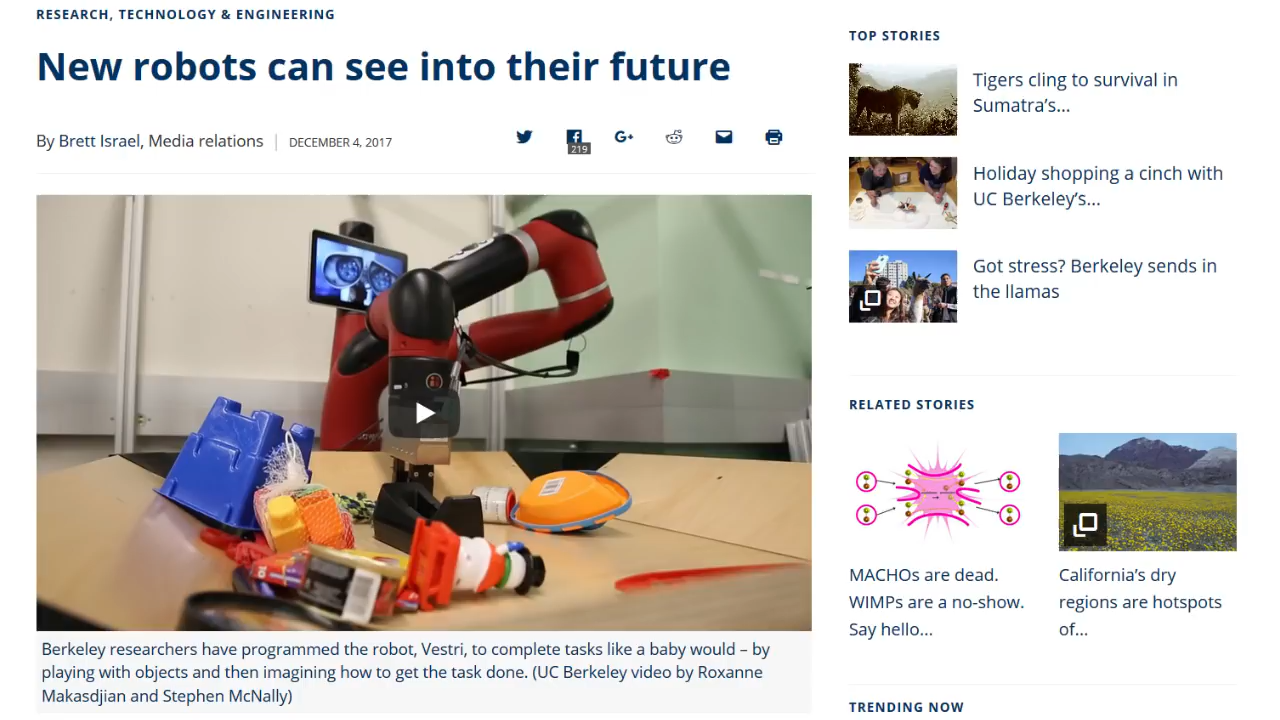 RESEARCH, TECHNOLOGY & ENGINEERING
New robots can see into their future
By Brett Israel, Media relations | DECEMBER 4, 2017
219
Berkeley researchers have programmed the robot, Vestri, to complete tasks like a baby would – by
playing with objects and then imagining how to get the task done. (UC Berkeley video by Roxanne
Makasdjian and Stephen McNally)
TOP STORIES
Tigers cling to survival in
Sumatra’s...
Holiday shopping a cinch with
UC Berkeley’s...
Got stress? Berkeley sends in
the llamas
RELATED STORIES
MACHOs are dead.
WIMPs are a no-show.
Say hello...
California’s dry
regions are hotspots
of...
TRENDING NOW